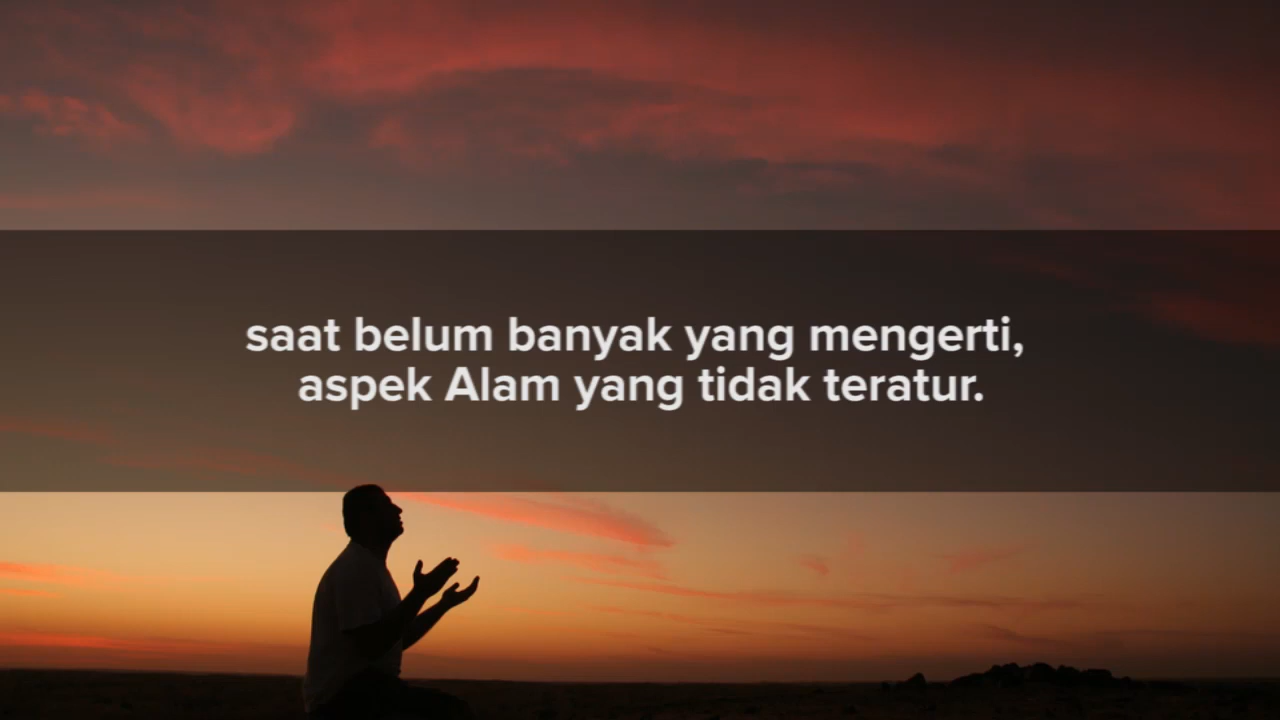 saat belum banyak yang mengerti,
aspek Alam yang tidak teratur.